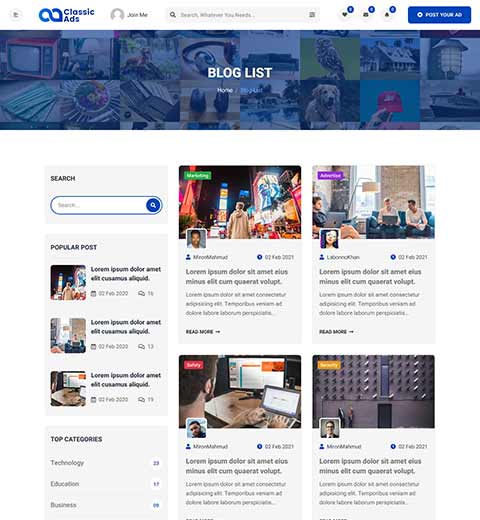 Classic
Ads
Join Me
Search, Whatever You Needs...
0
0
0
POST YOUR AD
BLOG LIST
Home / Blog List
SEARCH
Search...
POPULAR POST
Lorem ipsum dolor amet
elit cusamus aliquid.
02 Feb 2020
16
Lorem ipsum dolor amet
elit cusamus aliquid.
02 Feb 2020
13
Lorem ipsum dolor amet
elit cusamus aliquid.
02 Feb 2020
19
TOP CATEGORIES
Technology
23
Education
17
Business
09
Marketing
MironMahmud
02 Feb 2021
Lorem ipsum dolor sit amet eius
minus elit quaerat volupt.
Lorem ipsum dolor sit amet consectetur
adipisicing elit. Temporibus veniam ad
dolore labore laborum perspiciatis...
READ MORE
Advertise
LabonnoKhan
02 Feb 2021
Lorem ipsum dolor sit amet eius
minus elit quaerat volupt.
Lorem ipsum dolor sit amet consectetur
adipisicing elit. Temporibus veniam ad
dolore labore laborum perspiciatis...
READ MORE
Safety
MironMahmud
02 Feb 2021
Lorem ipsum dolor sit amet eius
minus elit quaerat volupt.
Lorem ipsum dolor sit amet consectetur
adipisicing elit. Temporibus veniam ad
dolore labore laborum perspiciatis...
Security
MironMahmud
02 Feb 2021
Lorem ipsum dolor sit amet eius
minus elit quaerat volupt.
Lorem ipsum dolor sit amet consectetur
adipisicing elit. Temporibus veniam ad
dolore labore laborum perspiciatis...